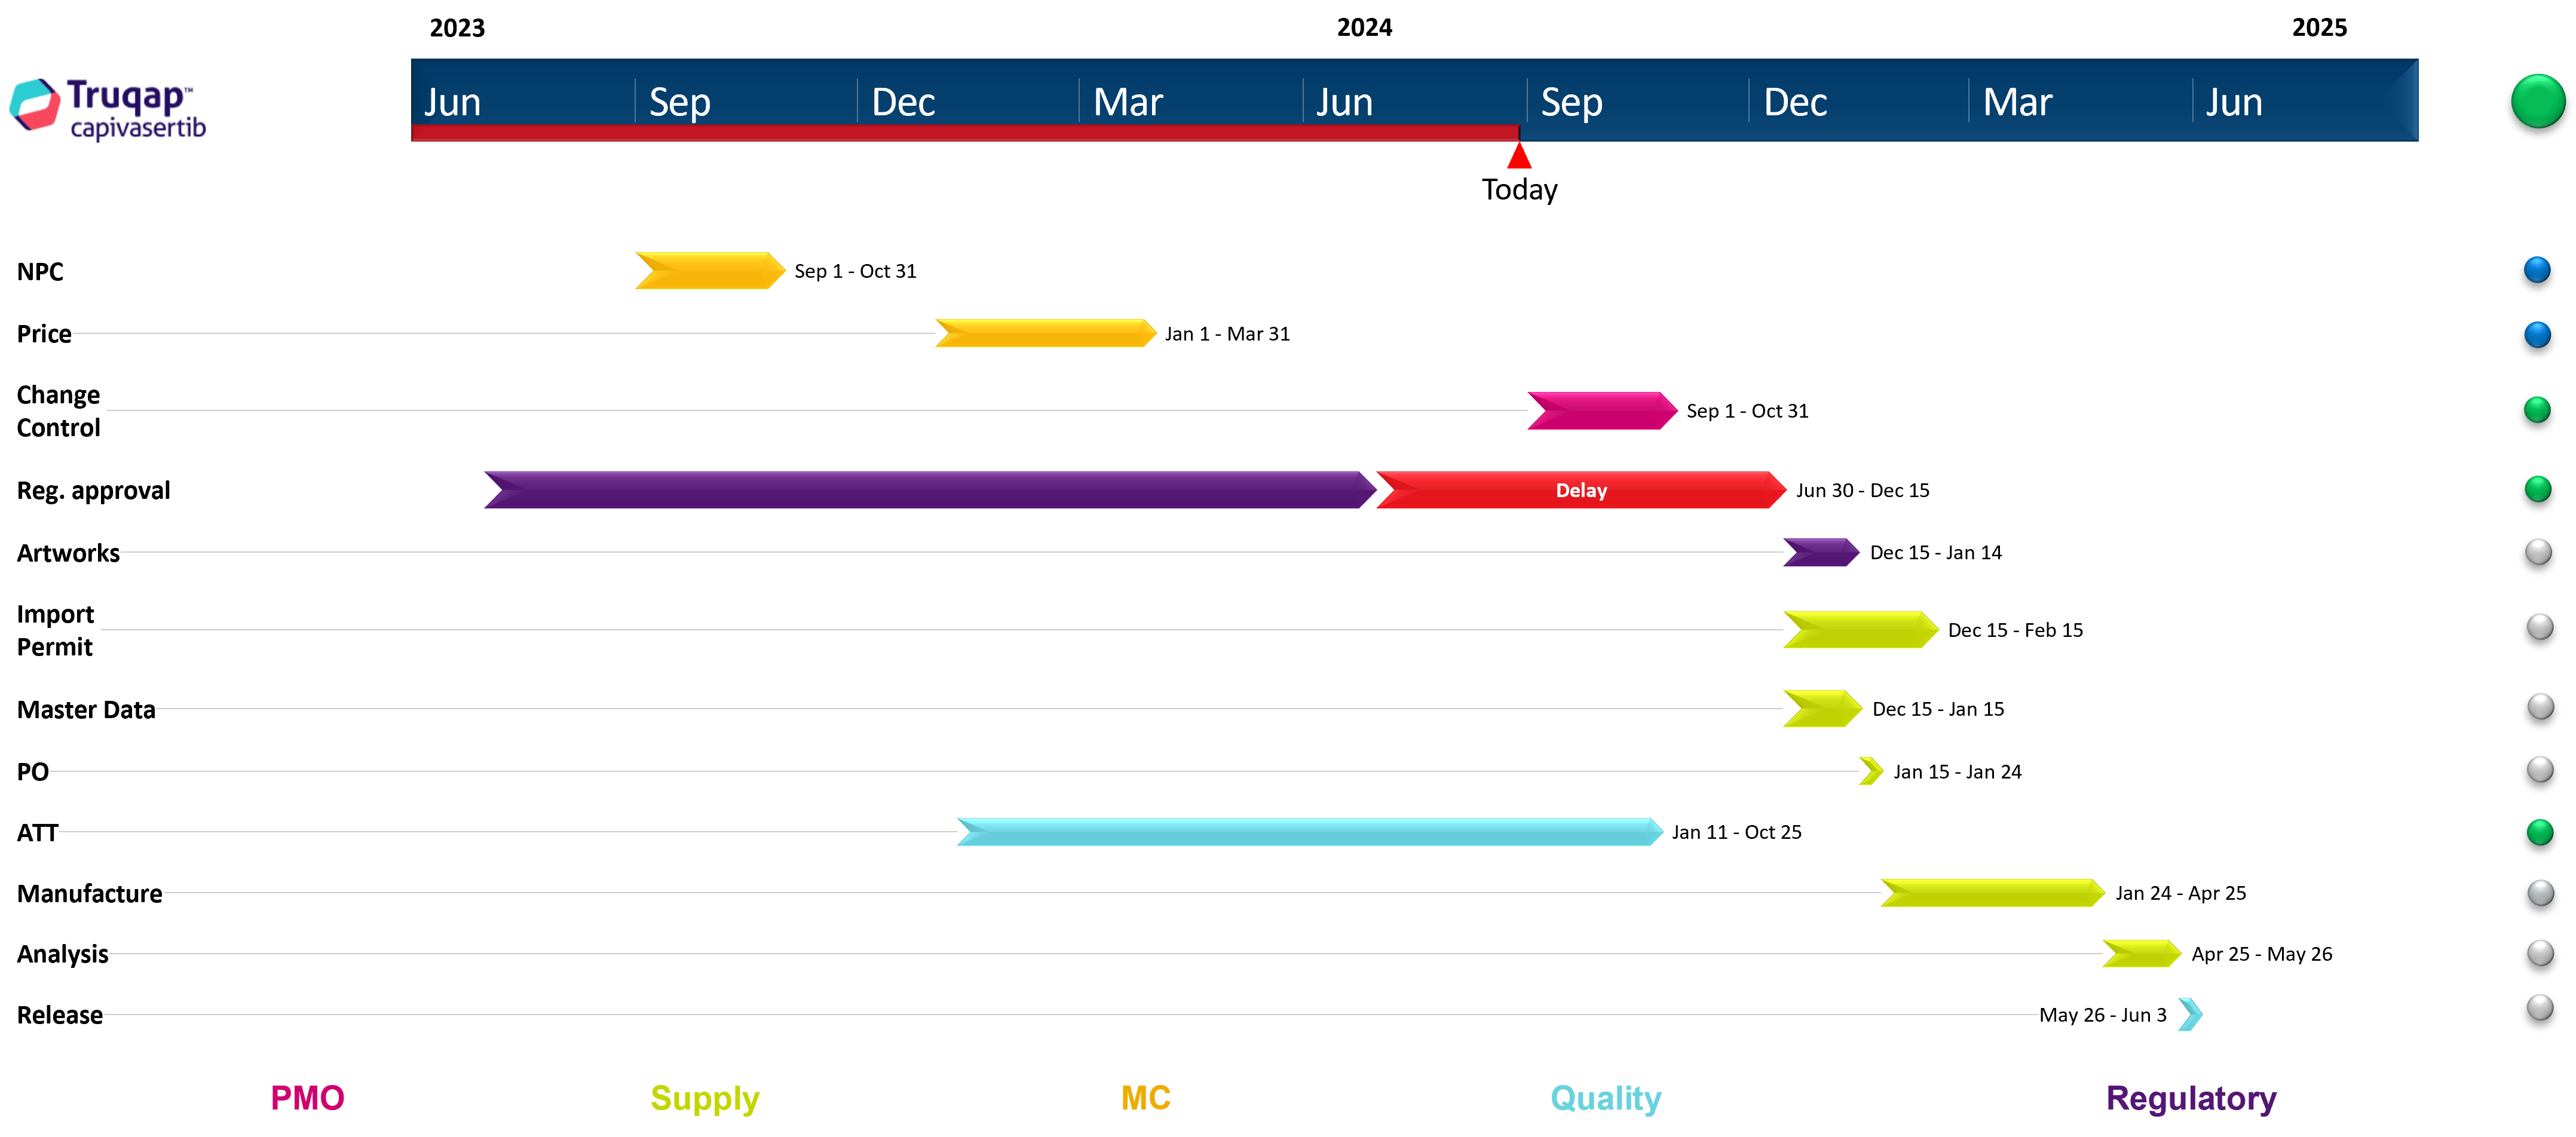 2023 2024 2025
Truqap™
capivasertib
Jun Sep Dec Mar Jun Sep Dec Mar Jun
Today
NPC Sep 1 - Oct 31
Price Jan 1 - Mar 31
Change
Control
Sep 1 - Oct 31
Reg. approval Delay Jun 30 - Dec 15
Artworks Dec 15 - Jan 14
Import
Permit
Dec 15 - Feb 15
Master Data Dec 15 - Jan 15
PO Jan 15 - Jan 24
ATT Jan 11 - Oct 25
Manufacture Jan 24 - Apr 25
Analysis Apr 25 - May 26
Release May 26 - Jun 3
PMO Supply MC Quality Regulatory